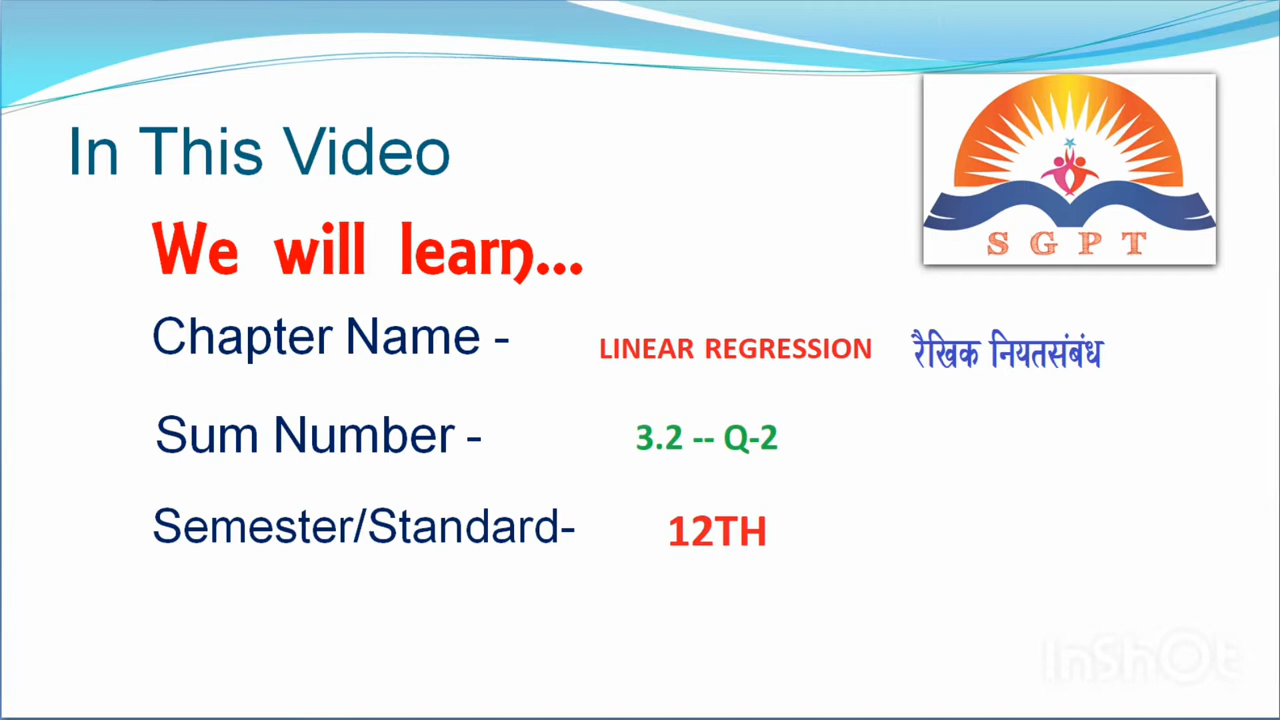 In This Video
We will learn...
SGPT
Chapter Name - LINEAR REGRESSION रैखिक नियतसंबंध
Sum Number - 3.2 -- Q-2
Semester/Standard- 12TH
InShOt